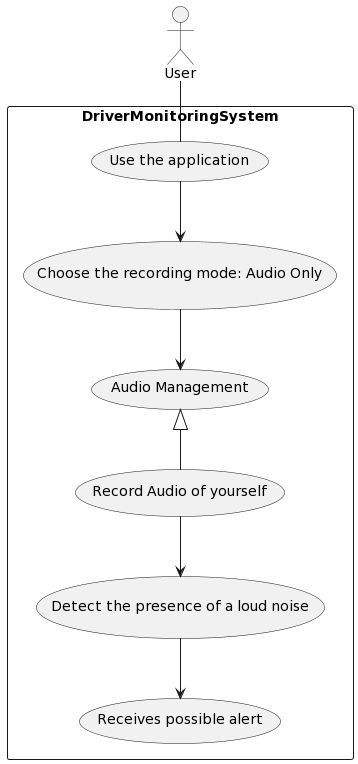 User
DriverMonitoringSystem
Use the application
Choose the recording mode: Audio Only
Audio Management
Record Audio of yourself
Detect the presence of a loud noise
Receives possible alert